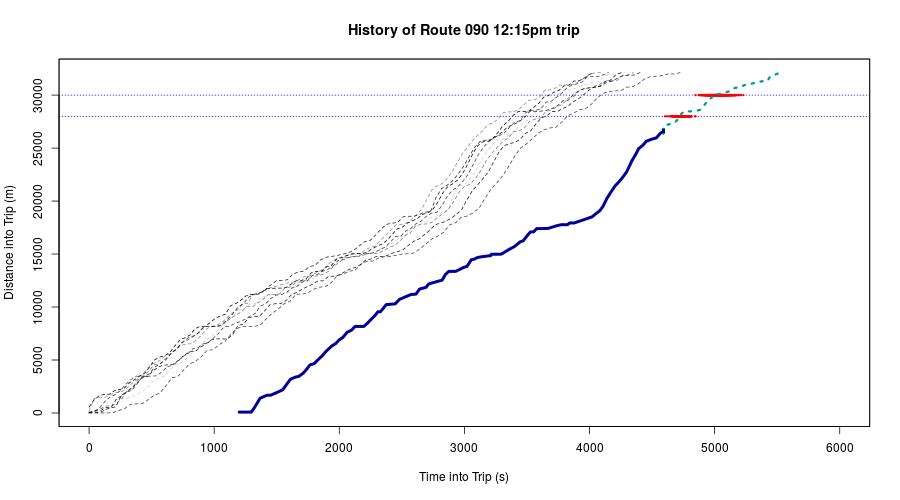 History of Route 090 12:15pm trip
Distance into Trip (m)
30000
25000
20000
15000
10000
5000
0
0 1000 2000 3000 4000 5000 6000
Time into Trip (s)